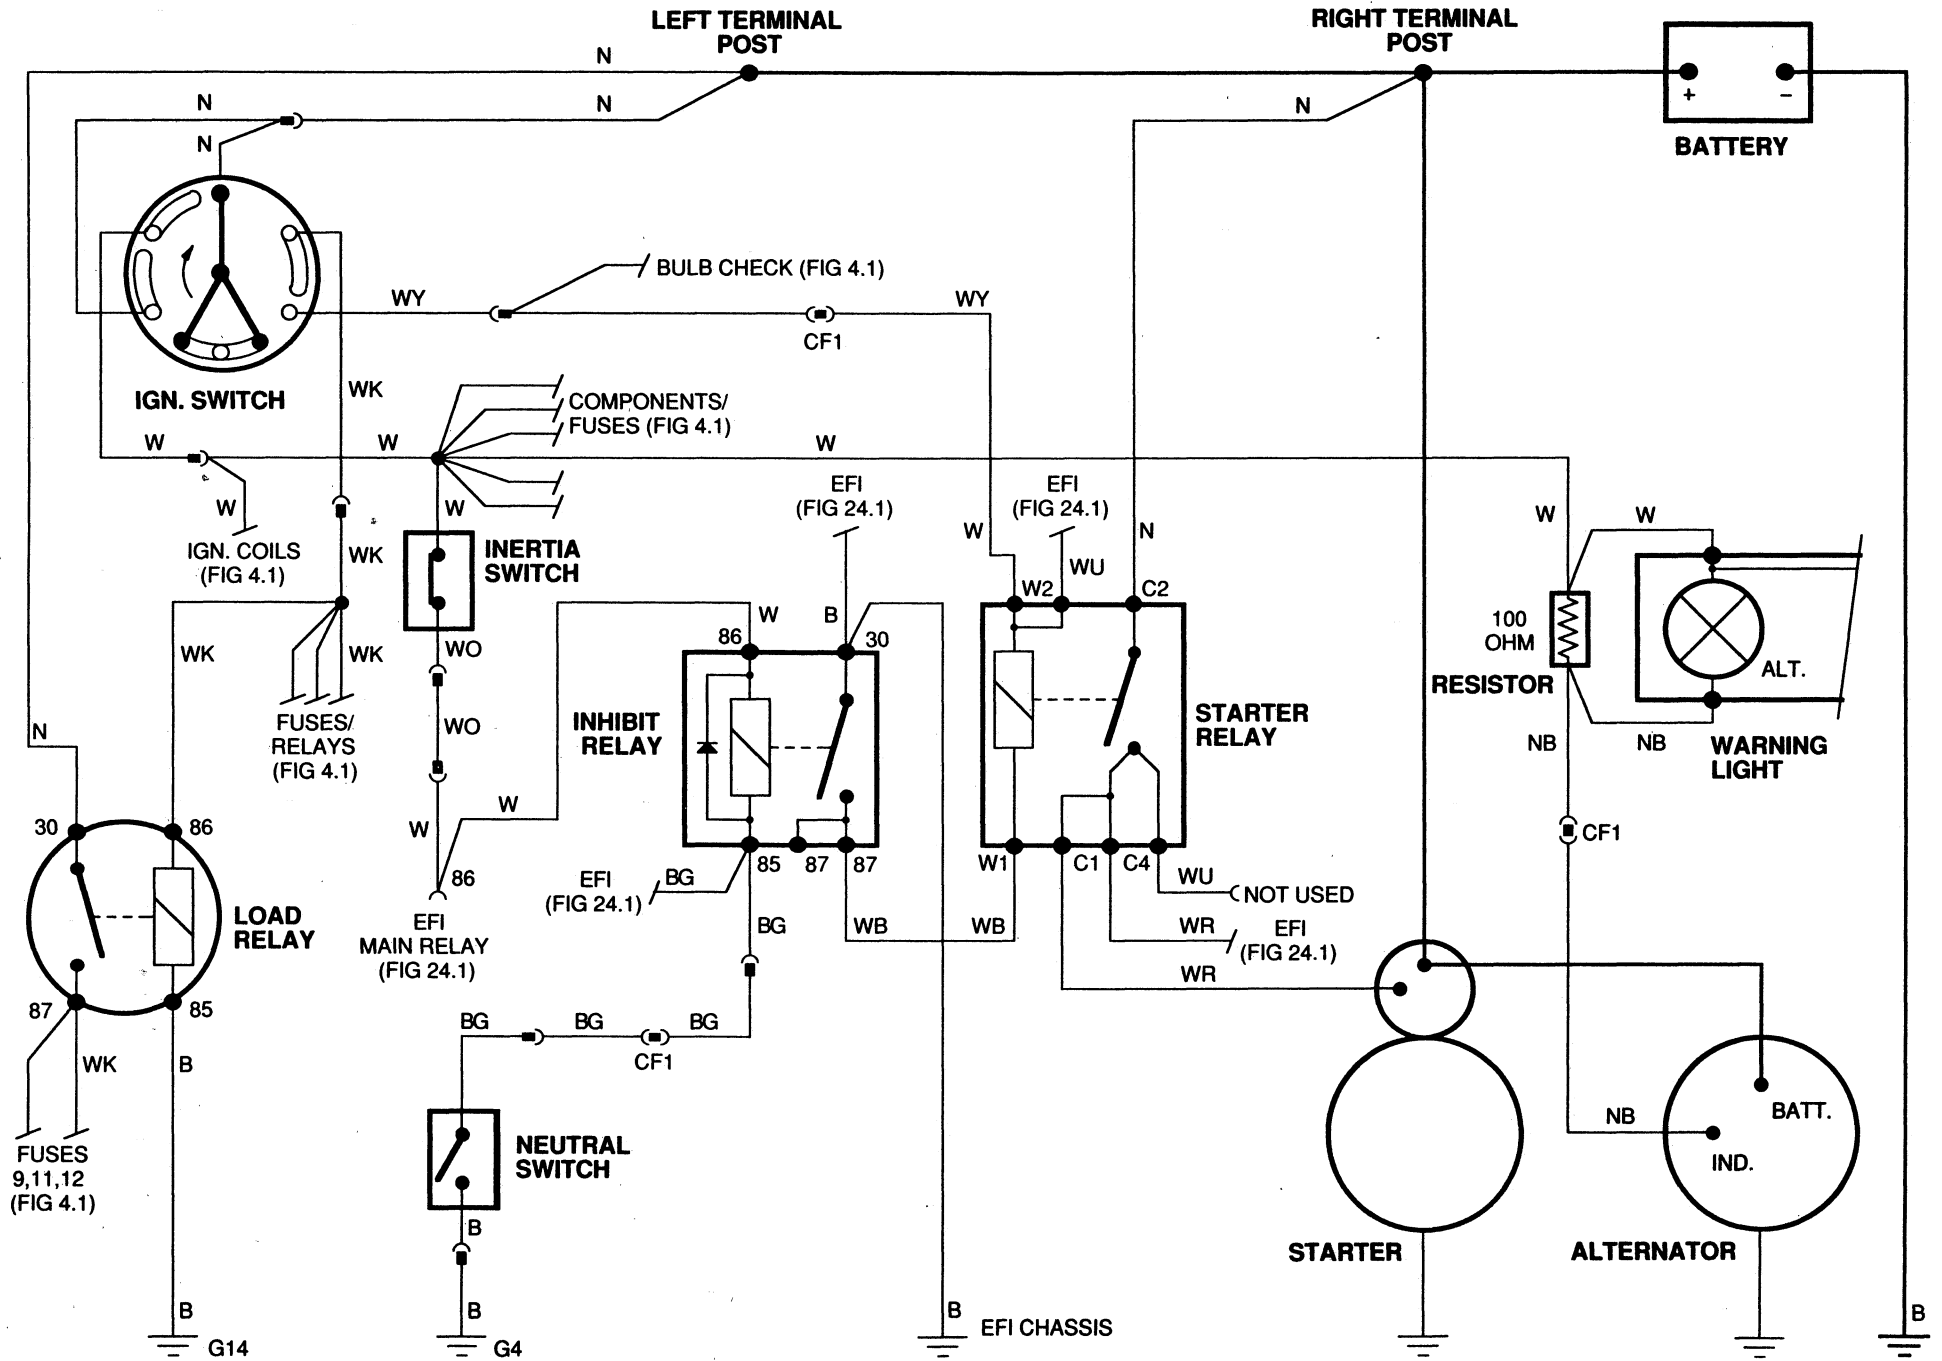 LEFT TERMINAL
POST
RIGHT TERMINAL
POST
N
N
N
N
N
+
−
BATTERY
BULB CHECK (FIG 4.1)
WY
WY
CF1
IGN. SWITCH
WK
COMPONENTS/
FUSES (FIG 4.1)
W
W
W
EFI
(FIG 24.1)
EFI
(FIG 24.1)
W
W
W
N
W
W
IGN. COILS
(FIG 4.1)
WK
INERTIA
SWITCH
WU
W2
C2
100
OHM
RESISTOR
ALT.
WARNING
LIGHT
W
B
86
30
WO
WK
WK
FUSES/
RELAYS
(FIG 4.1)
WO
INHIBIT
RELAY
STARTER
RELAY
N
NB
NB
W
W
30
86
CF1
85
87
87
W1
C1
C4
86
EFI
(FIG 24.1)
BG
WU
NOT USED
LOAD
RELAY
EFI
MAIN RELAY
(FIG 24.1)
BG
WB
WB
WR
EFI
(FIG 24.1)
WR
87
85
BG
BG
BG
CF1
WK
B
BATT.
NB
IND.
FUSES
9,11,12
(FIG 4.1)
NEUTRAL
SWITCH
B
STARTER
ALTERNATOR
B
B
B
B
G14
G4
EFI CHASSIS